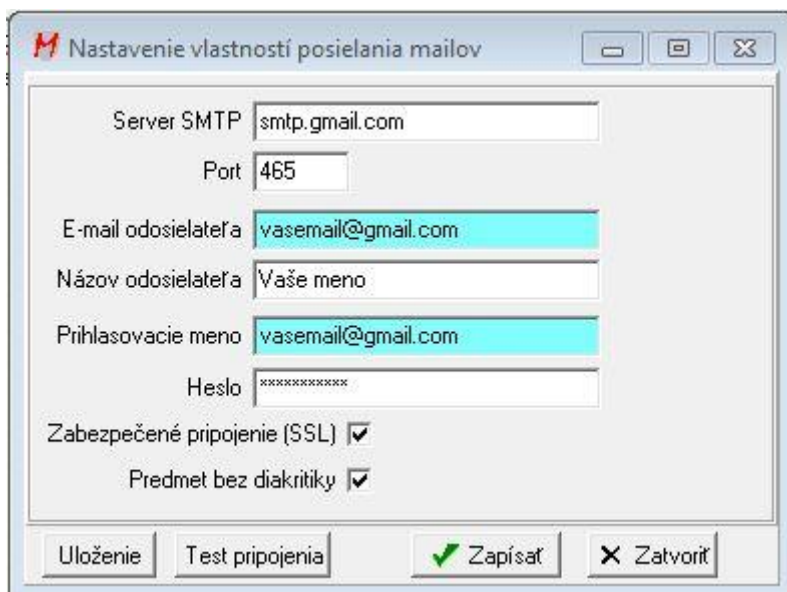 Nastavenie vlastností posielania mailov
Server SMTP smtp.gmail.com
Port 465
E-mail odosielateľa vasemail@gmail.com
Názov odosielateľa Vaše meno
Prihlasovacie meno vasemail@gmail.com
Heslo ***********
Zabezpečené pripojenie (SSL)
Predmet bez diakritiky
Uloženie Test pripojenia Zapísať Zatvoriť